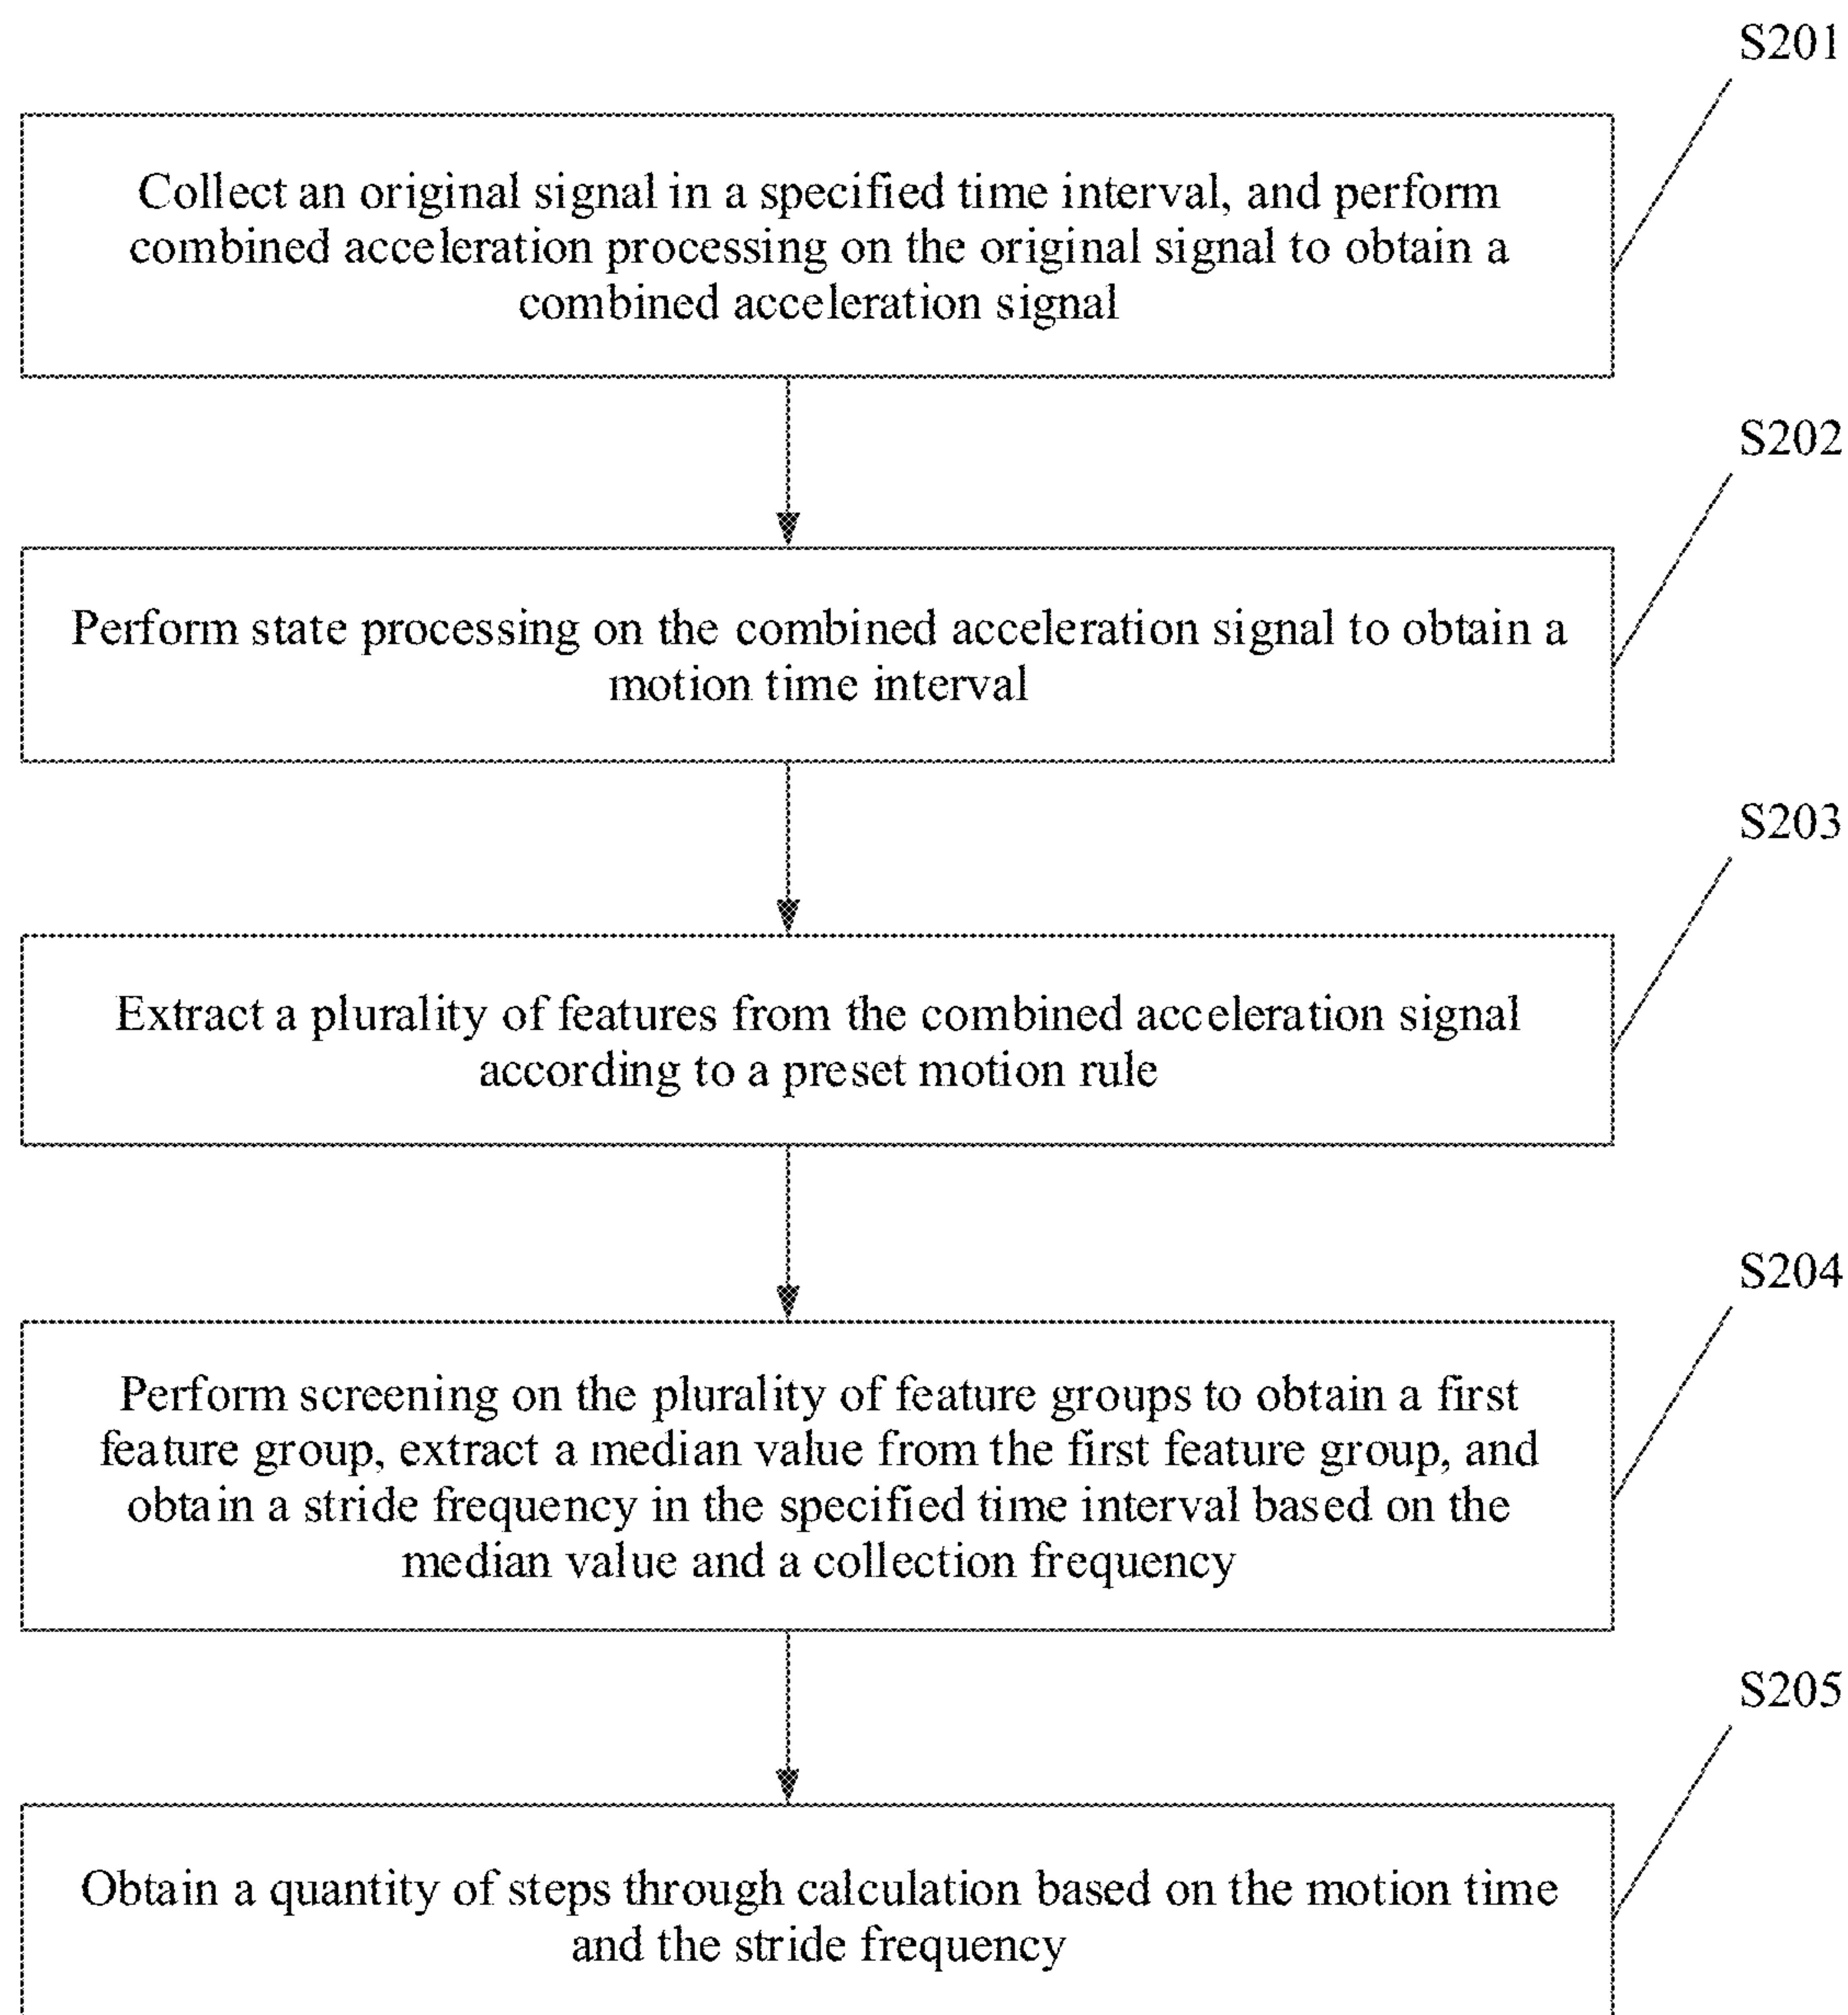 S201
Collect an original signal in a specified time interval, and perform
combined acceleration processing on the original signal to obtain a
combined acceleration signal
S202
Perform state processing on the combined acceleration signal to obtain a
motion time interval
S203
Extract a plurality of features from the combined acceleration signal
according to a preset motion rule
S204
Perform screening on the plurality of feature groups to obtain a first
feature group, extract a median value from the first feature group, and
obtain a stride frequency in the specified time interval based on the
median value and a collection frequency
S205
Obtain a quantity of steps through calculation based on the motion time
and the stride frequency